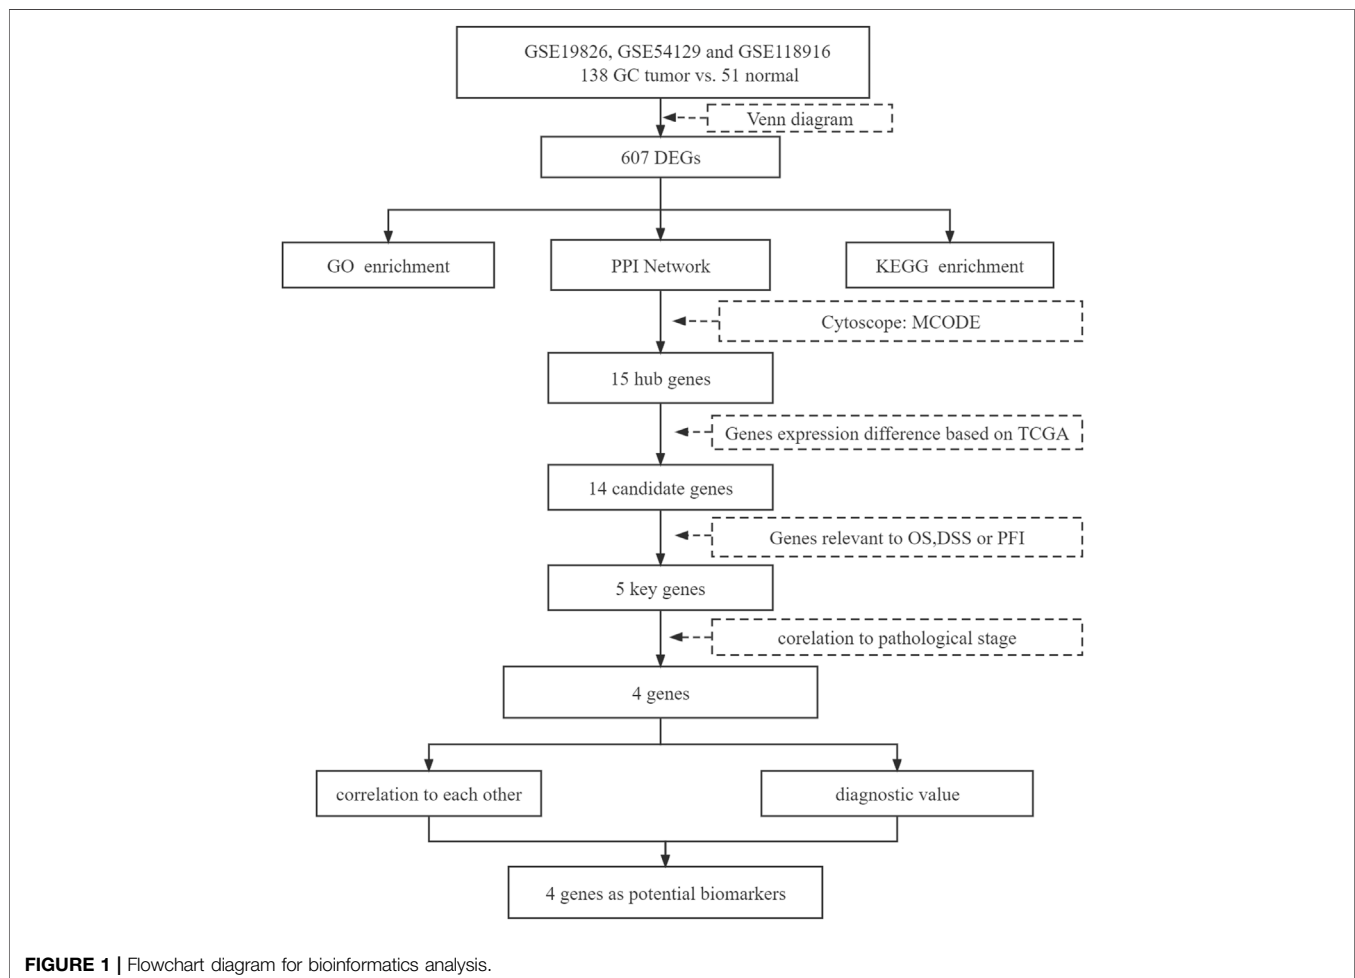 GSE19826, GSE54129 and GSE118916
138 GC tumor vs. 51 normal
Venn diagram
607 DEGs
GO enrichment
PPI Network
KEGG enrichment
Cytoscope: MCODE
15 hub genes
Genes expression difference based on TCGA
14 candidate genes
Genes relevant to OS,DSS or PFI
5 key genes
corelation to pathological stage
4 genes
correlation to each other
diagnostic value
4 genes as potential biomarkers
FIGURE 1 | Flowchart diagram for bioinformatics analysis.